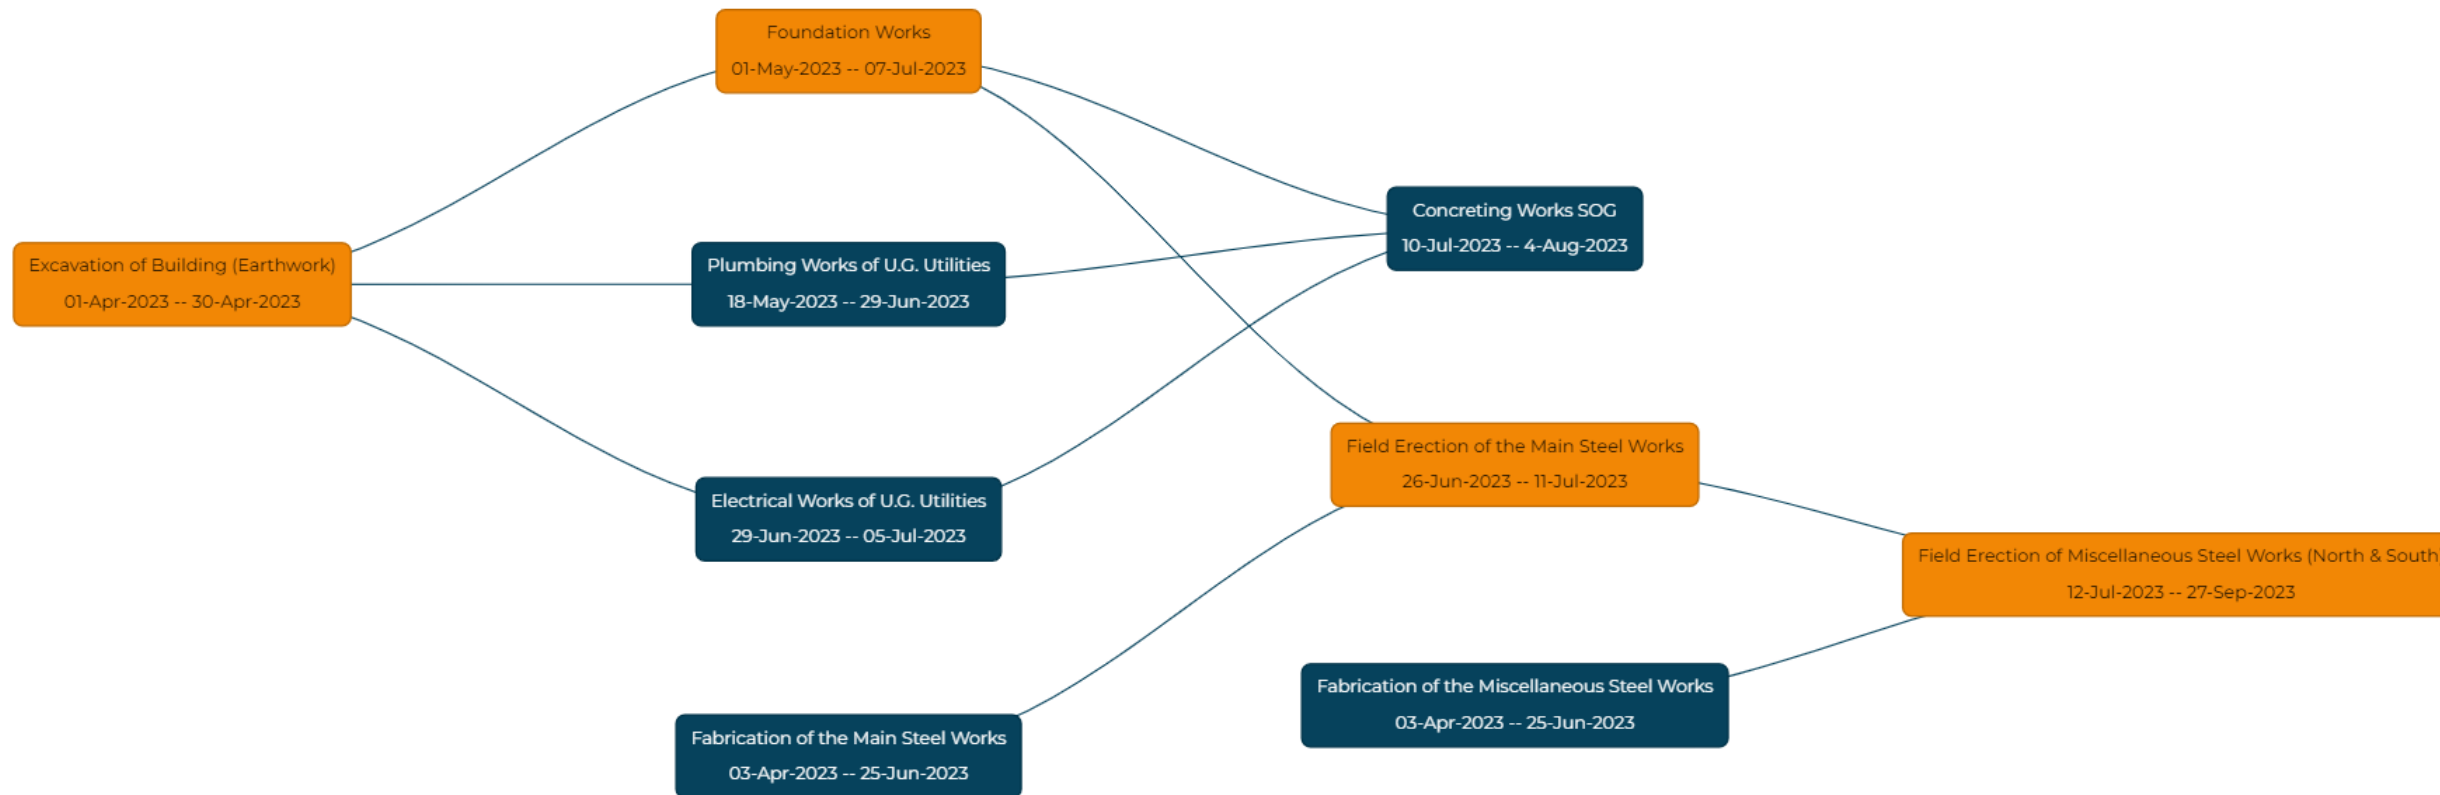 Foundation Works
01-May-2023 -- 07-Jul-2023
Concreting Works SOG
10-Jul-2023 -- 4-Aug-2023
Excavation of Building (Earthwork)
01-Apr-2023 -- 30-Apr-2023
Plumbing Works of U.G. Utilities
18-May-2023 -- 29-Jun-2023
Field Erection of the Main Steel Works
26-Jun-2023 -- 11-Jul-2023
Electrical Works of U.G. Utilities
29-Jun-2023 -- 05-Jul-2023
Field Erection of Miscellaneous Steel Works (North & South
12-Jul-2023 -- 27-Sep-2023
Fabrication of the Miscellaneous Steel Works
03-Apr-2023 -- 25-Jun-2023
Fabrication of the Main Steel Works
03-Apr-2023 -- 25-Jun-2023